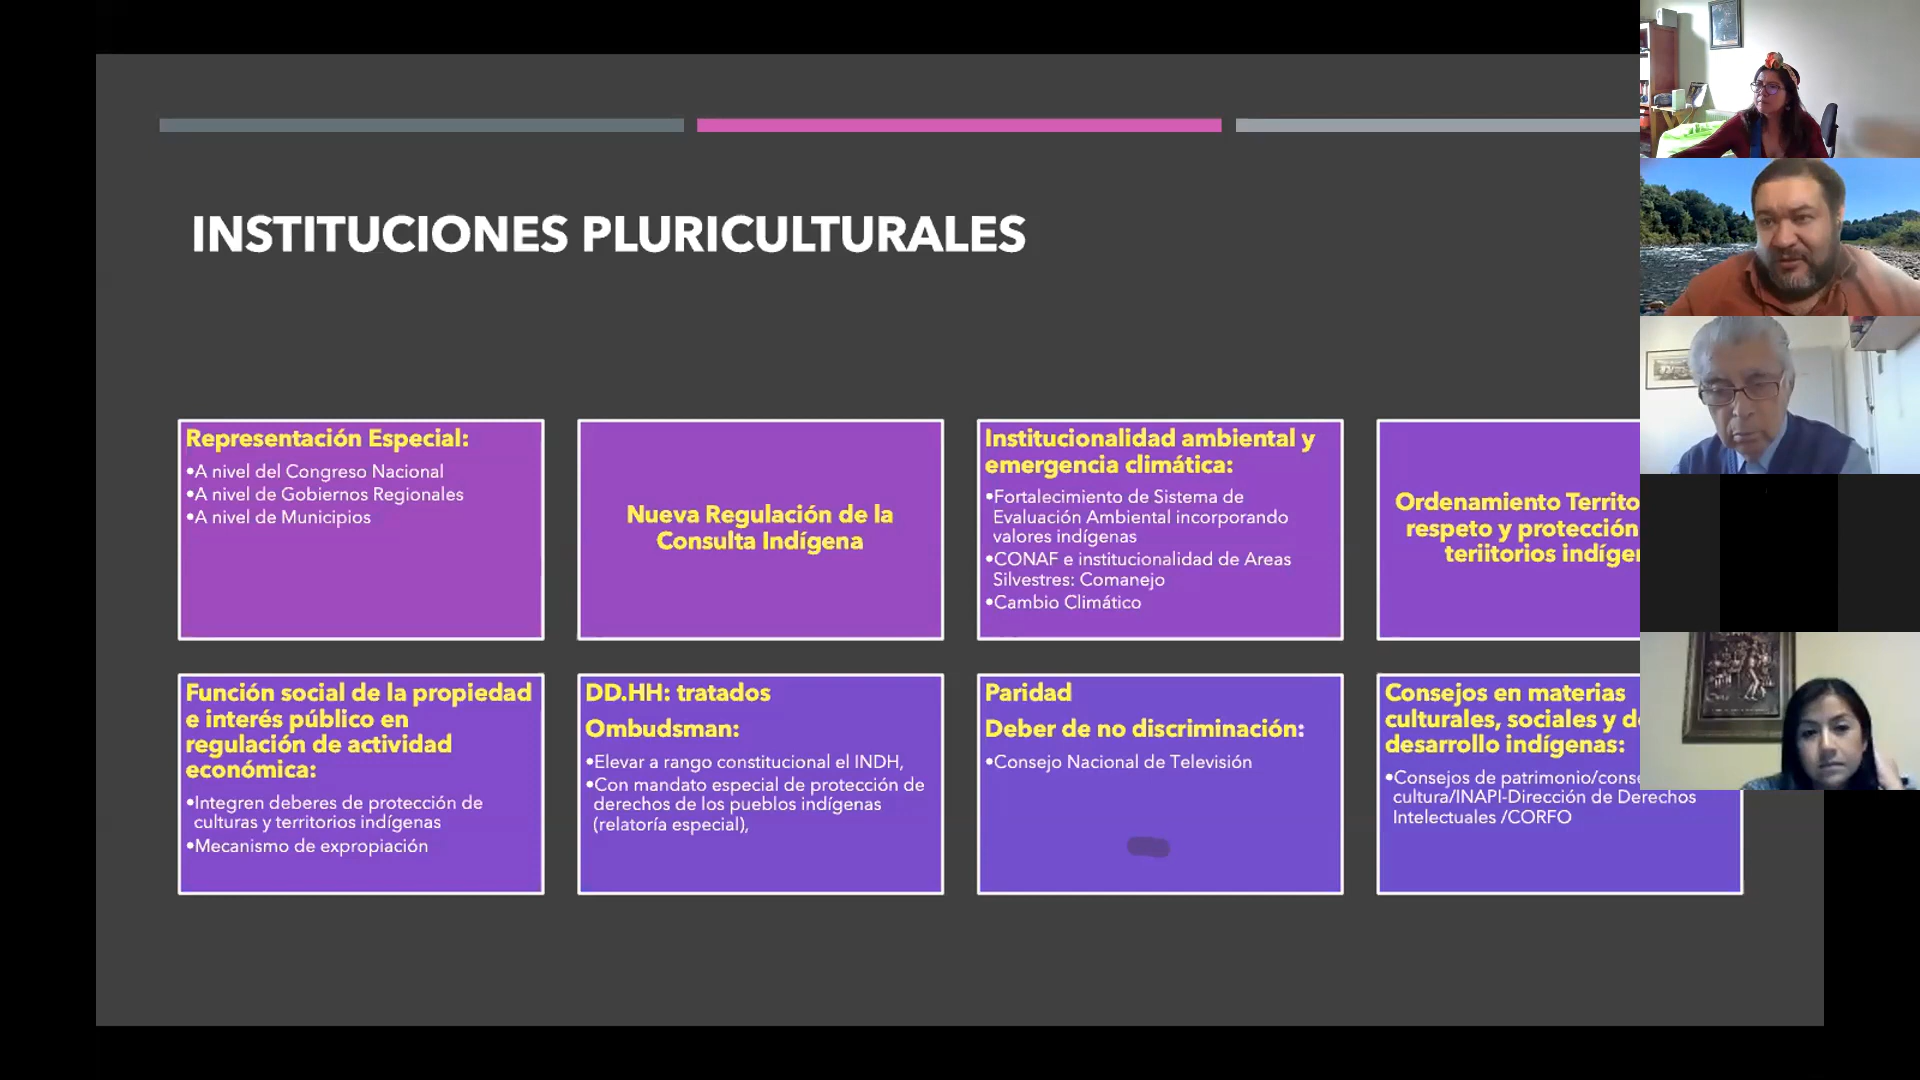 INSTITUCIONES PLURICULTURALES
Representación Especial:
•A nivel del Congreso Nacional
•A nivel de Gobiernos Regionales
•A nivel de Municipios
Nueva Regulación de la
Consulta Indígena
Institucionalidad ambiental y
emergencia climática:
•Fortalecimiento de Sistema de
Evaluación Ambiental incorporando
valores indígenas
•CONAF e institucionalidad de Areas
Silvestres: Comanejo
•Cambio Climático
Ordenamiento
respeto y protección
teriitorios
Función social de la propiedad
e interés público en
regulación de actividad
económica:
•Integren deberes de protección de
culturas y territorios indígenas
•Mecanismo de expropiación
DD.HH: tratados
Ombudsman:
•Elevar a rango constitucional el INDH,
•Con mandato especial de protección de
derechos de los pueblos indígenas
(relatoría especial),
Paridad
Deber de no discriminación:
•Consejo Nacional de Televisión
Consejos en materias
culturales, sociales y
desarrollo indígenas:
•Consejos de patrimonio/
cultura/INAPI-Dirección de Derechos
Intelectuales /CORFO